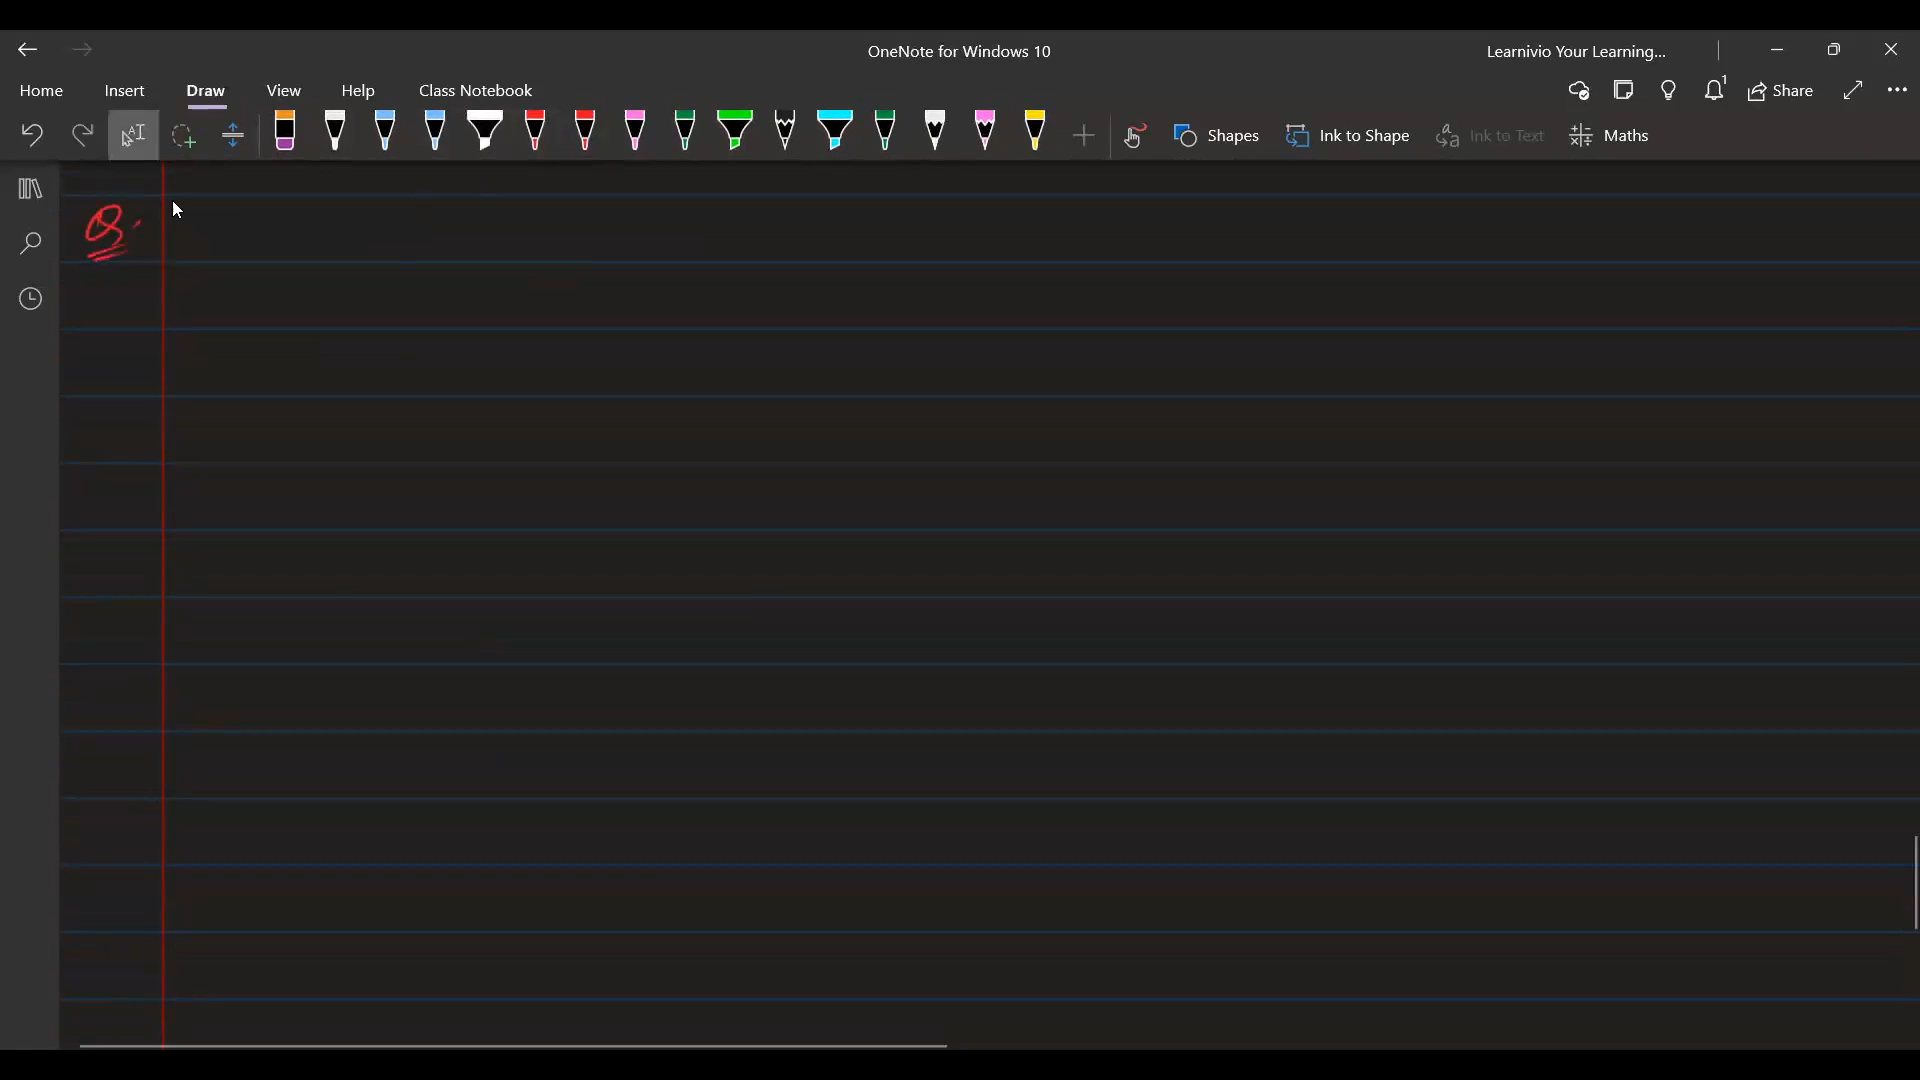 OneNote for Windows 10
Learnivio Your Learning...
Home Insert Draw View Help Class Notebook
1
Share
Shapes
Ink to Shape
Ink to Text
Maths
Q.